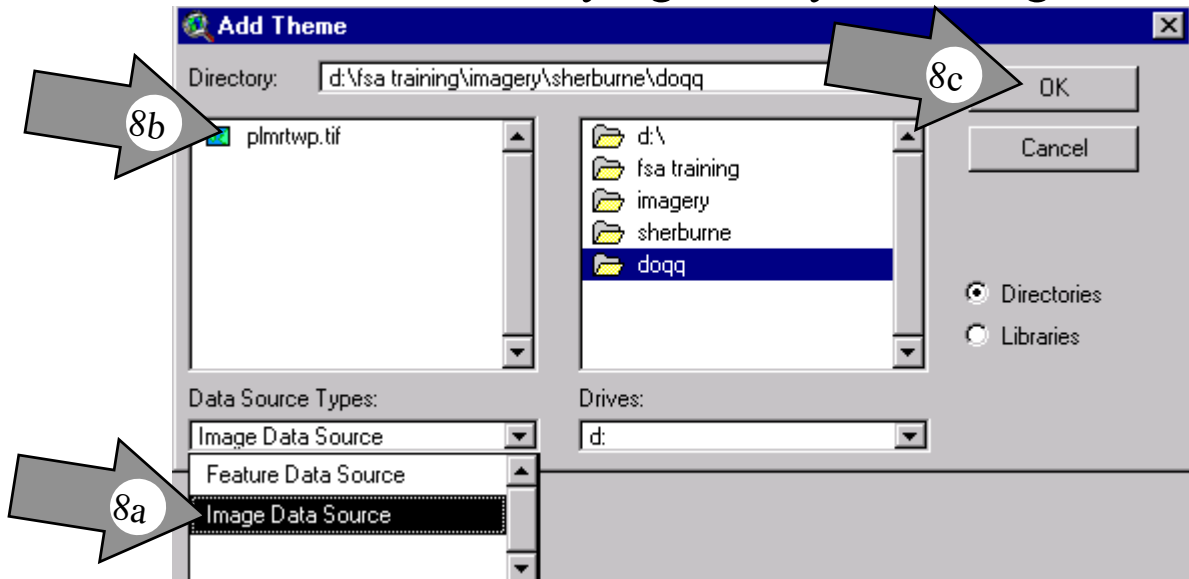 Add Theme
Directory: d:\fsa training\imagery\sherburne\doqq
8c
OK
8b
plmrtwp.tif
d:\
Cancel
fsa training
imagery
sherburne
doqq
Directories
Libraries
Data Source Types:
Drives:
Image Data Source
d:
Feature Data Source
8a
Image Data Source